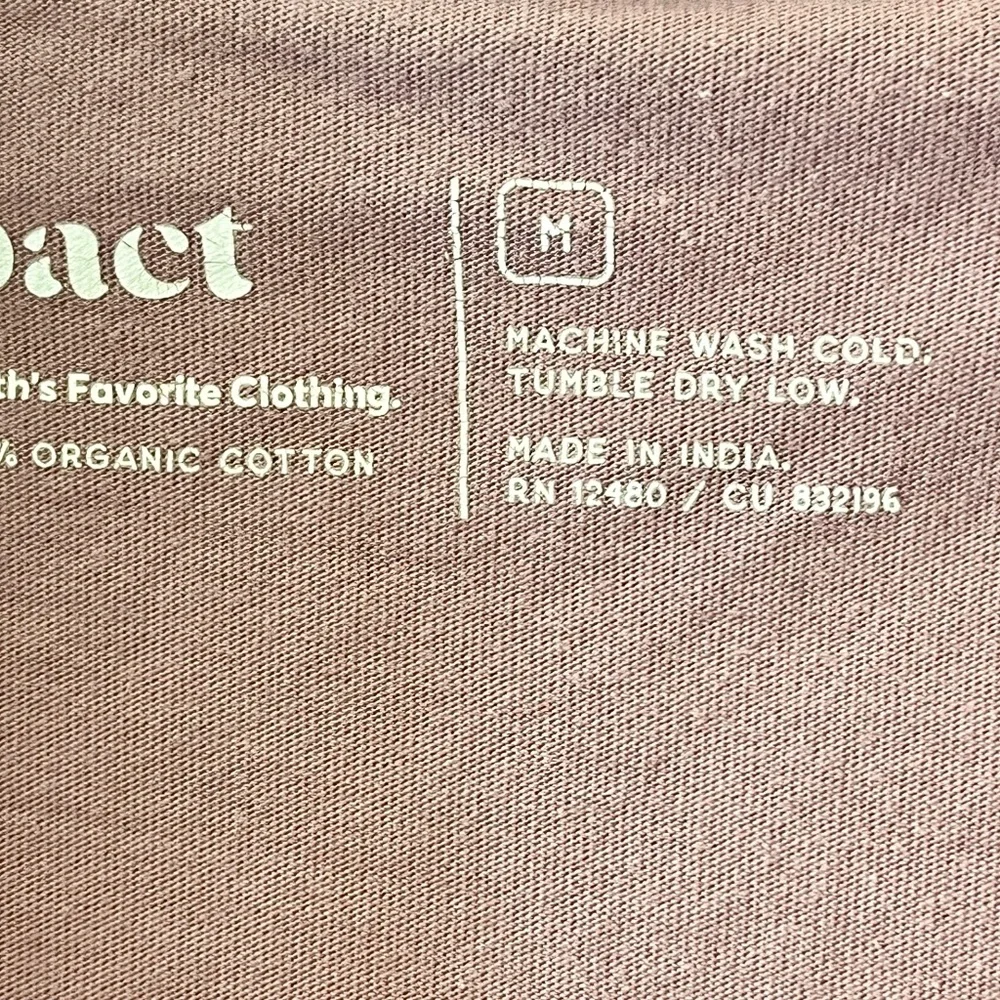 pact
th's Favorite Clothing.
% ORGANIC COTTON
M
MACHINE WASH COLD.
TUMBLE DRY LOW.
MADE IN INDIA.
RN 12480 / CU 832196